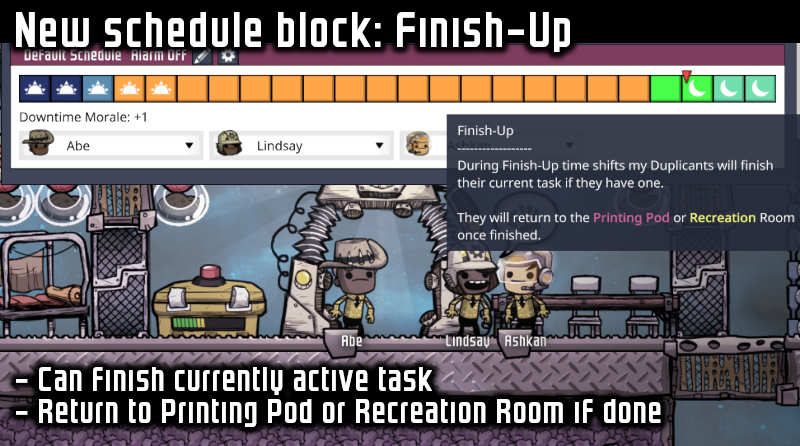 New schedule block: Finish-Up
Default Schedule Alarm Off
Downtime Morale: +1
Abe
Lindsay
Ashkan
Finish-Up
------------------
During Finish-Up time shifts my Duplicants will finish
their current task if they have one.
They will return to the Printing Pod or Recreation Room
once finished.
Abe
Lindsay
Ashkan
- Can finish currently active task
- Return to Printing Pod or Recreation Room if done